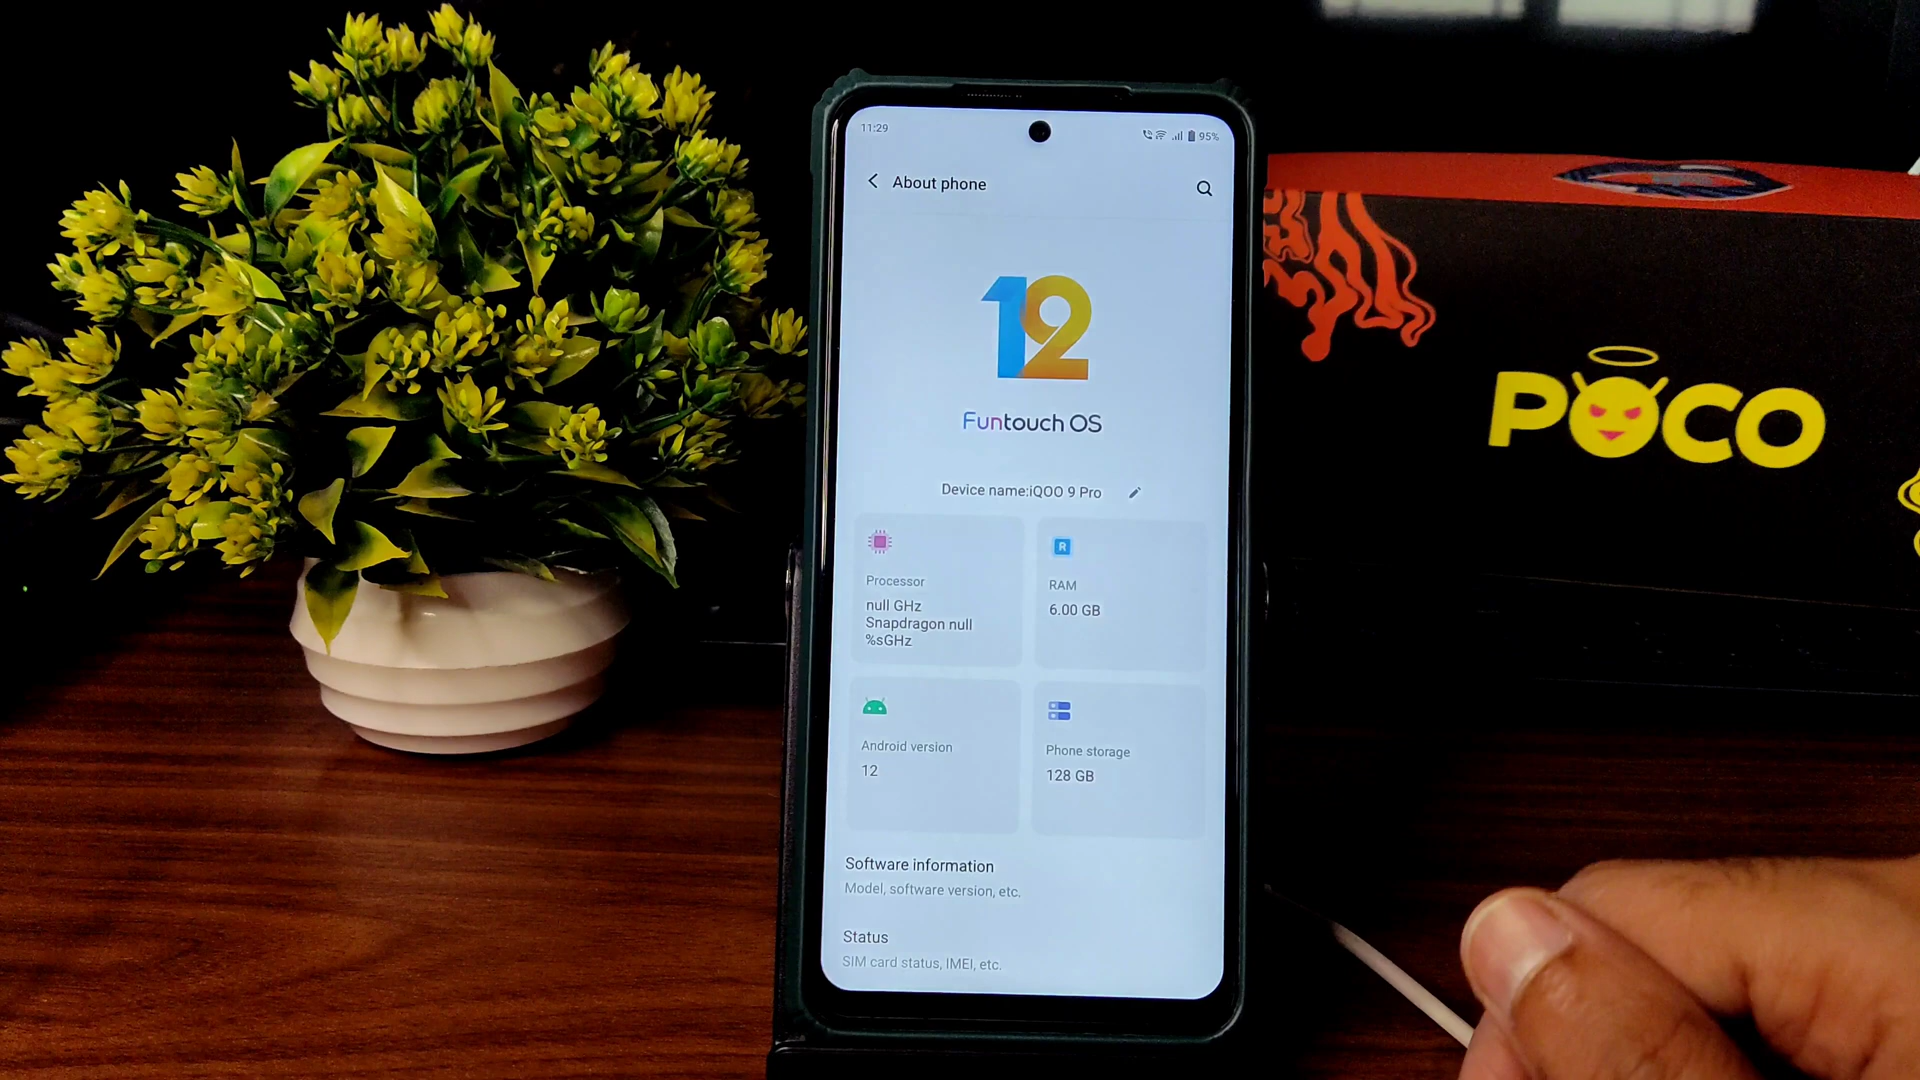 11:29
95%
About phone
12
Funtouch OS
Device name:iQOO 9 Pro
Processor
null GHz
Snapdragon null
%sGHz
R
RAM
6.00 GB
Android version
12
Phone storage
128 GB
Software information
Model, software version, etc.
Status
SIM card status, IMEI, etc.
POCO